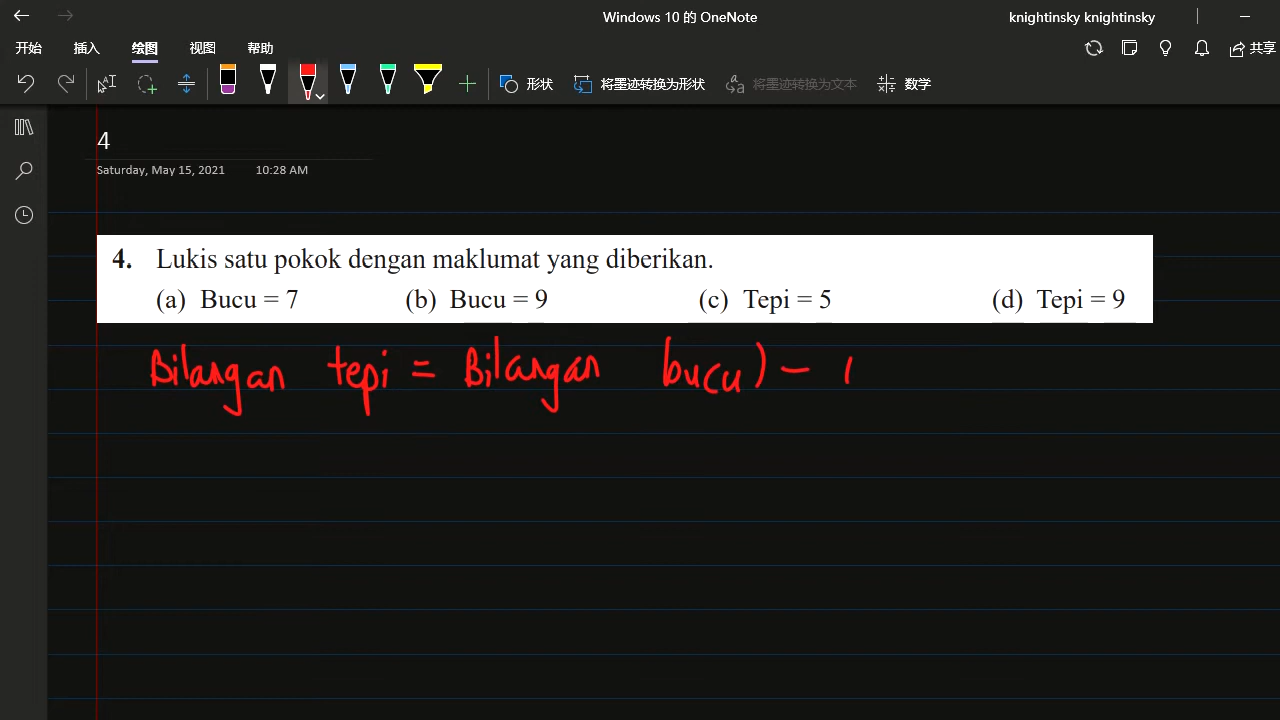 Windows 10 的 OneNote
knightinsky knightinsky
开始 插入 绘图 视图 帮助
共享
形状 将墨迹转换为形状 将墨迹转换为文本 数学
4
Saturday, May 15, 2021 10:28 AM
4. Lukis satu pokok dengan maklumat yang diberikan.
(a) Bucu = 7 (b) Bucu = 9 (c) Tepi = 5 (d) Tepi = 9
Bilangan tepi = Bilangan bucu) - 1